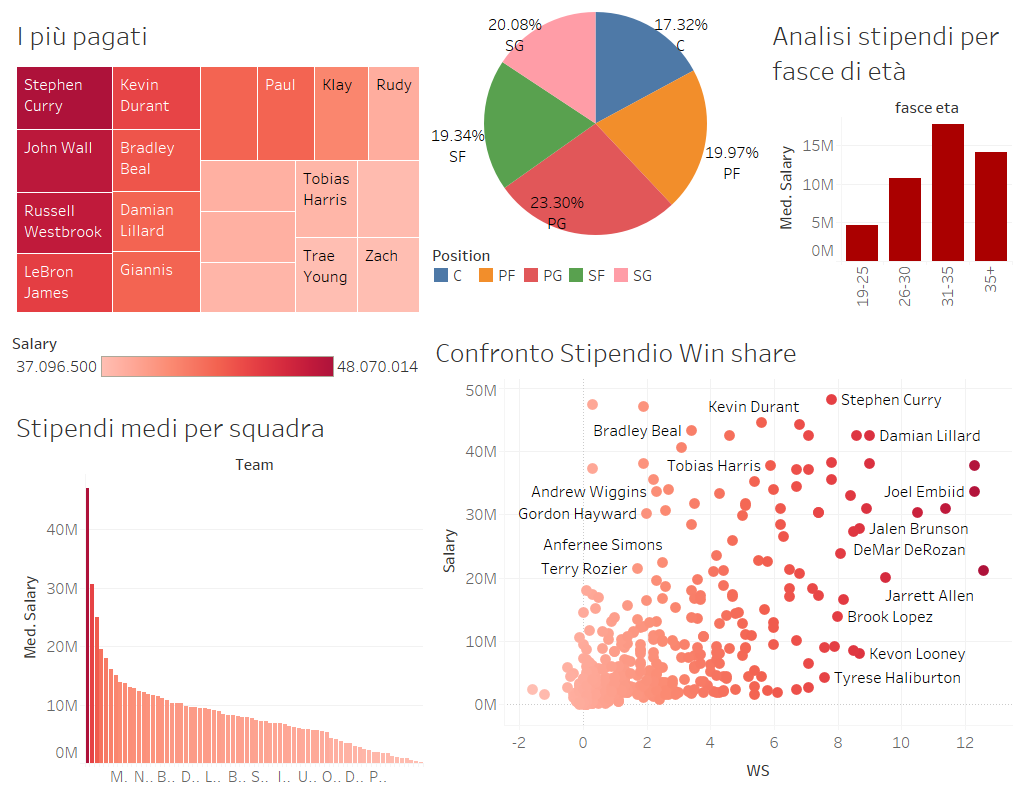 I più pagati
Stephen
Curry
Kevin
Durant
Paul
Klay
Rudy
John Wall
Bradley
Beal
Russell
Westbrook
Damian
Lillard
Tobias
Harris
LeBron
James
Giannis
Trae
Young
Zach
Salary
37.096.500
48.070.014
20.08%
SG
17.32%
C
19.34%
SF
19.97%
PF
23.30%
PG
Position
C
PF
PG
SF
SG
Analisi stipendi per
fasce di età
fasce eta
Med. Salary
15M
10M
5M
0M
19-25
26-30
31-35
35+
Stipendi medi per squadra
Team
Med. Salary
40M
30M
20M
10M
0M
M.. N.. B.. D.. L.. B.. S.. I.. U.. O.. D.. P..
Confronto Stipendio Win share
Salary
50M
40M
30M
20M
10M
0M
Kevin Durant
Stephen Curry
Bradley Beal
Damian Lillard
Tobias Harris
Andrew Wiggins
Joel Embiid
Gordon Hayward
Jalen Brunson
Anfernee Simons
DeMar DeRozan
Terry Rozier
Jarrett Allen
Brook Lopez
Kevon Looney
Tyrese Haliburton
-2 0 2 4 6 8 10 12
WS